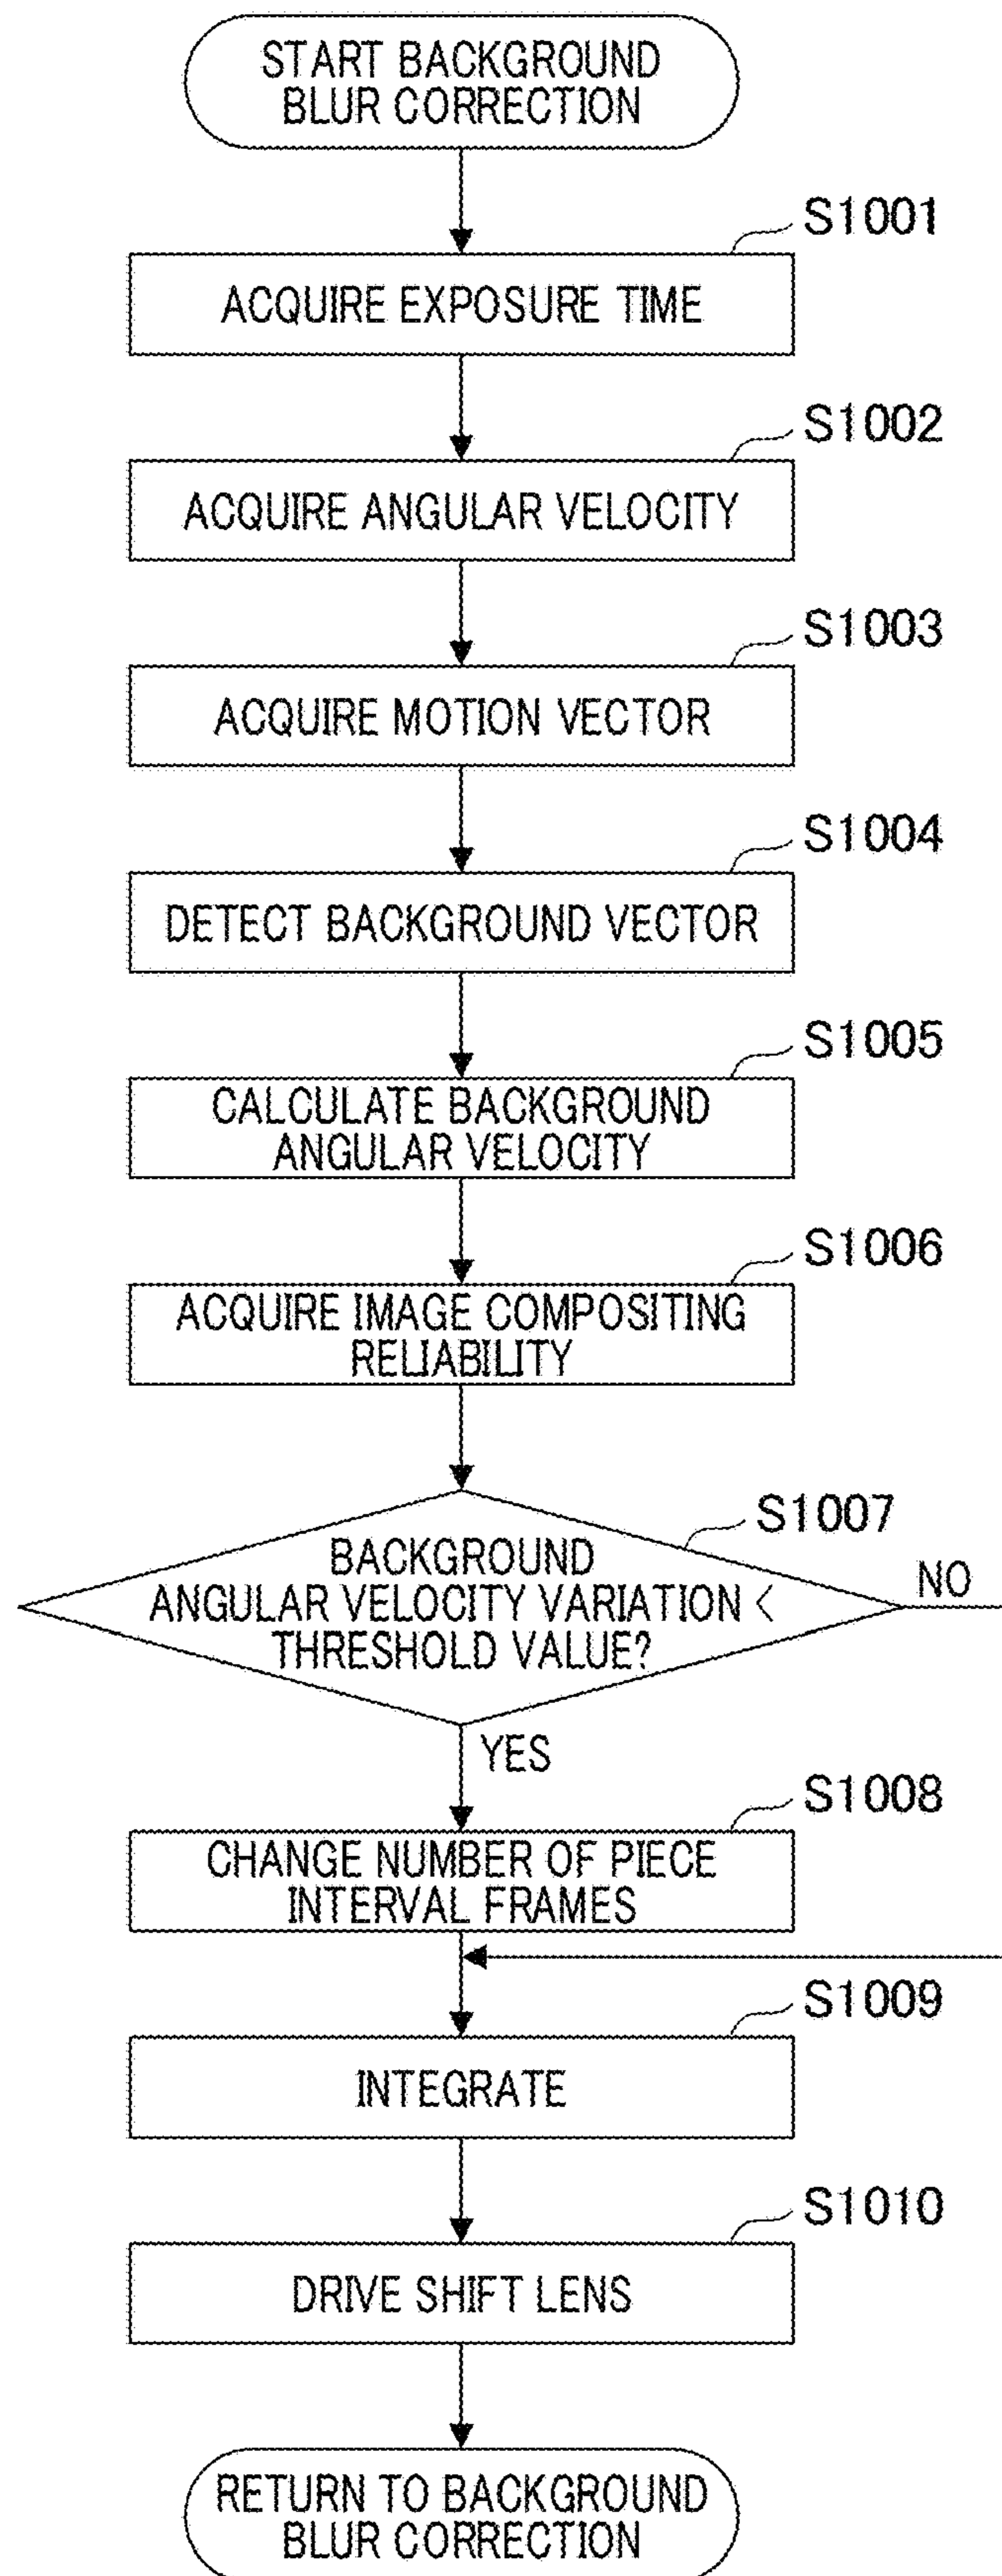 START BACKGROUND
BLUR CORRECTION
S1001
ACQUIRE EXPOSURE TIME
S1002
ACQUIRE ANGULAR VELOCITY
S1003
ACQUIRE MOTION VECTOR
S1004
DETECT BACKGROUND VECTOR
S1005
CALCULATE BACKGROUND
ANGULAR VELOCITY
S1006
ACQUIRE IMAGE COMPOSITING
RELIABILITY
S1007
BACKGROUND
ANGULAR VELOCITY VARIATION <
THRESHOLD VALUE?
NO
YES
S1008
CHANGE NUMBER OF PIECE
INTERVAL FRAMES
S1009
INTEGRATE
S1010
DRIVE SHIFT LENS
RETURN TO BACKGROUND
BLUR CORRECTION